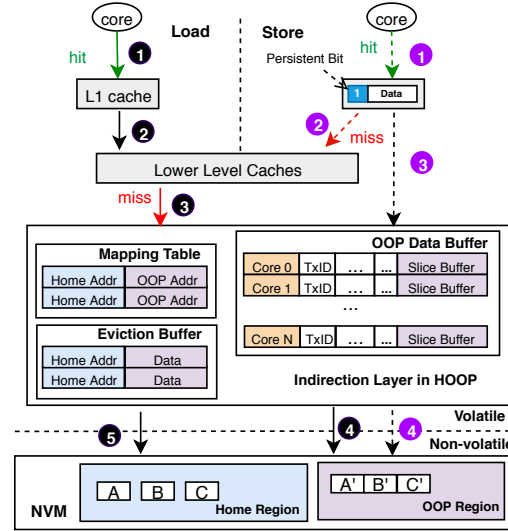 core
core
Load
Store
hit
1
hit
1
Persistent Bit
L1 cache
1
Data
2
2
miss
3
Lower Level Caches
miss
3
Mapping Table
Home Addr OOP Addr
Home Addr OOP Addr
Eviction Buffer
Home Addr Data
Home Addr Data
OOP Data Buffer
Core 0 TxID ... ... Slice Buffer
Core 1 TxID Slice Buffer
...
Core N TxID ... ... Slice Buffer
Indirection Layer in HOOP
Volatile
5
4
4
Non-volatile
NVM
A B C
Home Region
A' B' C'
OOP Region